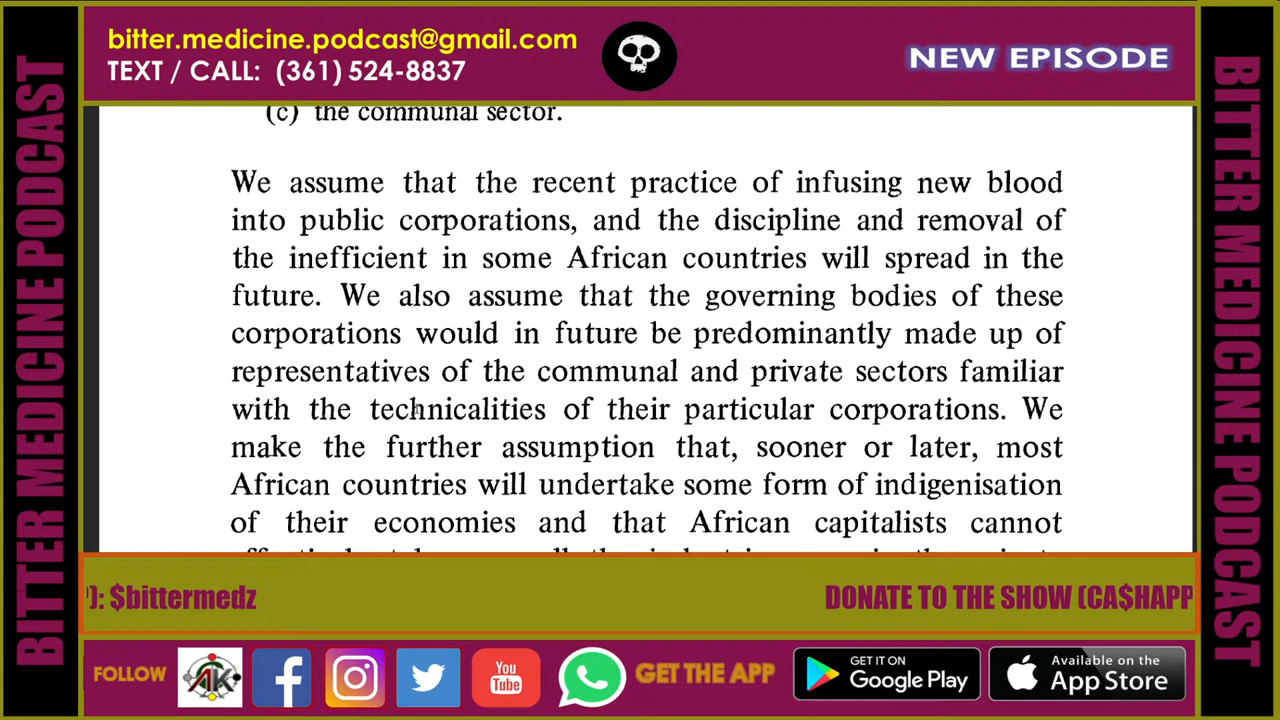 bitter.medicine.podcast@gmail.com
TEXT / CALL: (361) 524-8837
NEW EPISODE
BITTER MEDICINE PODCAST
(c) the communal sector.
We assume that the recent practice of infusing new blood
into public corporations, and the discipline and removal of
the inefficient in some African countries will spread in the
future. We also assume that the governing bodies of these
corporations would in future be predominantly made up of
representatives of the communal and private sectors familiar
with the technicalities of their particular corporations. We
make the further assumption that, sooner or later, most
African countries will undertake some form of indigenisation
of their economies and that African capitalists cannot
BITTER MEDICINE PODCAST
): $bittermedz
DONATE TO THE SHOW (CA$HAPP
FOLLOW
You
Tube
GET THE APP
GET IT ON
Google Play
Available on the
App Store